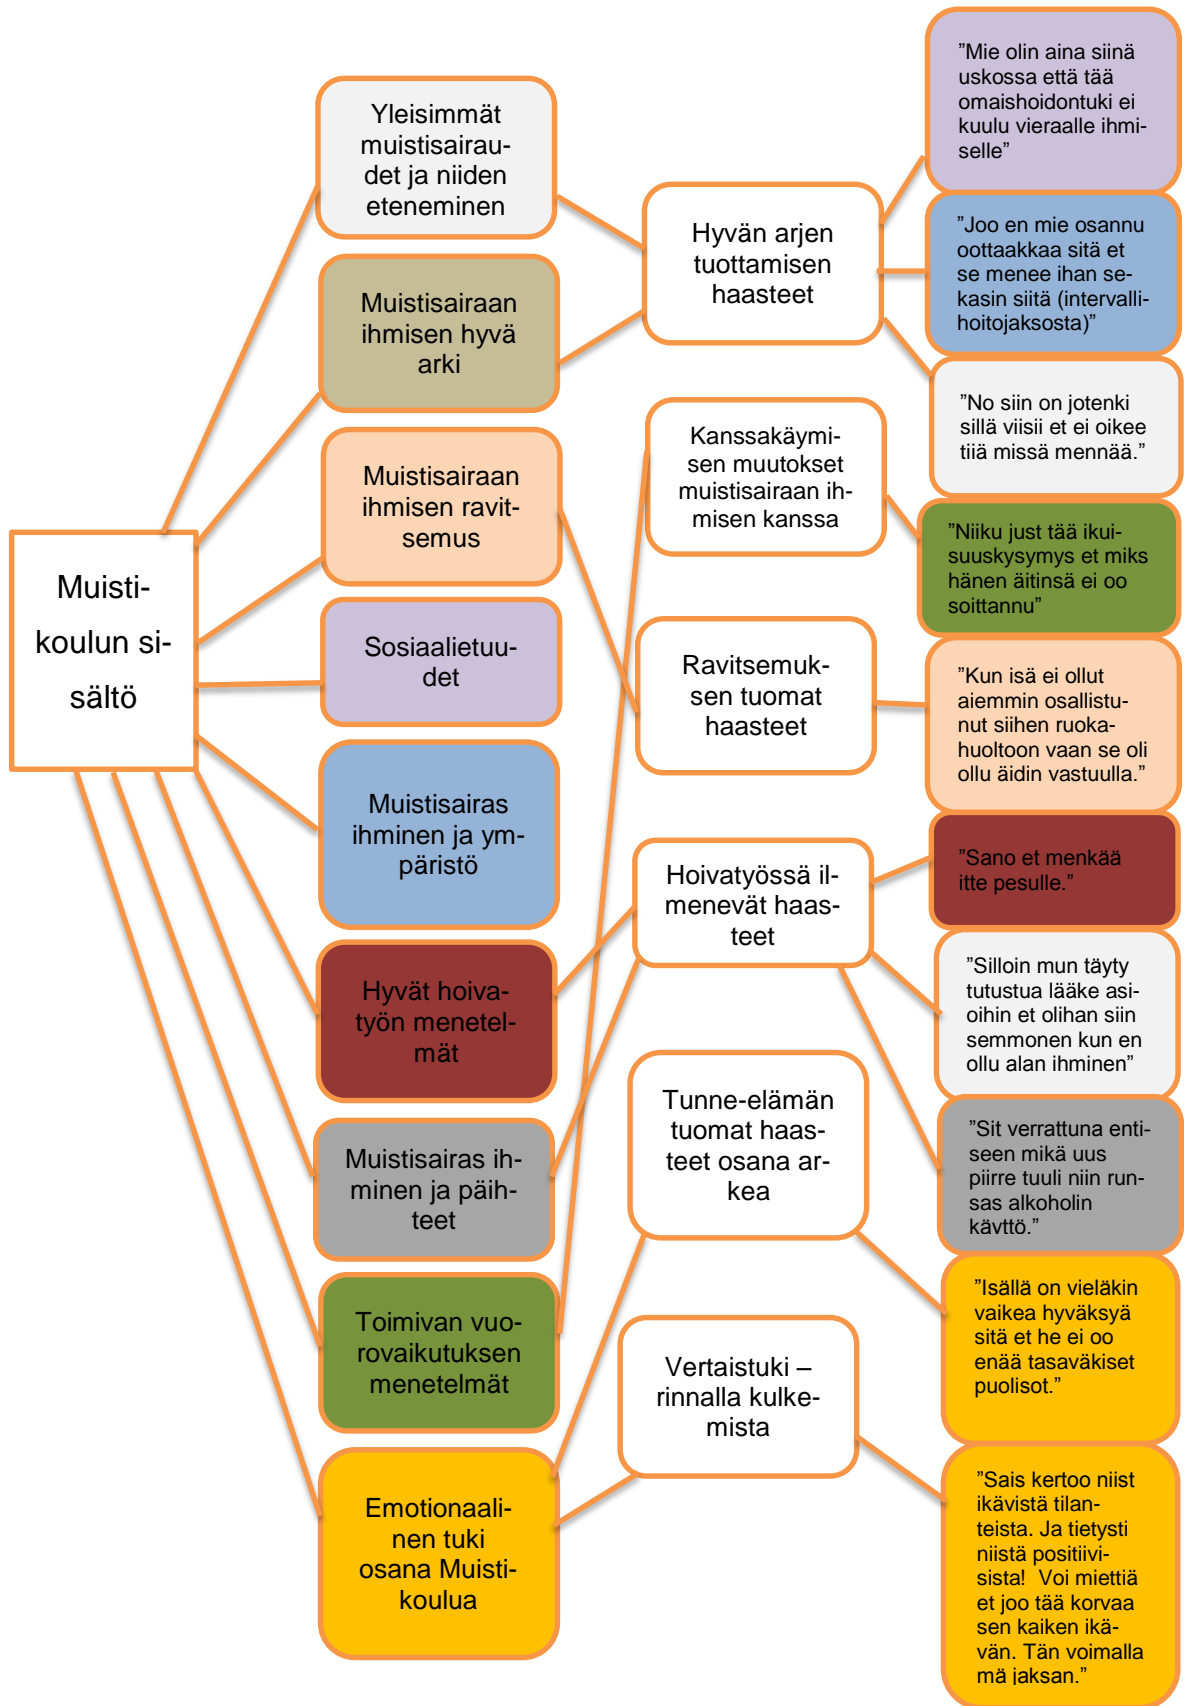 Muisti-
koulun si-
sältö
Yleisimmät
muistisairau-
det ja niiden
eteneminen
Muistisairaan
ihmisen hyvä
arki
Muistisairaan
ihmisen ravit-
semus
Sosiaalietuu-
det
Muistisairas
ihminen ja ym-
päristö
Hyvät hoiva-
työn menetel-
mät
Muistisairas ih-
minen ja päih-
teet
Toimivan vuo-
rovaikutuksen
menetelmät
Emotionaali-
nen tuki
osana Muisti-
koulua
Hyvän arjen
tuottamisen
haasteet
Kanssakäymi-
sen muutokset
muistisairaan ih-
misen kanssa
Ravitsemuk-
sen tuomat
haasteet
Hoivatyössä il-
menevät haas-
teet
Tunne-elämän
tuomat haas-
teet osana ar-
kea
Vertaistuki –
rinnalla kulke-
mista
”Mie olin aina siinä
uskossa että tää
omaishoidontuki ei
kuulu vieraalle ihmi-
selle”
”Joo en mie osannu
oottaakkaa sitä et
se menee ihan se-
kasin siitä (intervalli-
hoitojaksosta)”
”No siin on jotenki
sillä viisii et ei oikee
tiiä missä mennää.”
”Niiku just tää ikui-
suuskysymys et miks
hänen äitinsä ei oo
soittannu”
”Kun isä ei ollut
aiemmin osallistu-
nut siihen ruoka-
huoltoon vaan se oli
ollu äidin vastuulla.”
”Sano et menkää
itte pesulle.”
”Silloin mun täyty
tutustua lääke asi-
oihin et olihan siin
semmonen kun en
ollu alan ihminen”
”Sit verrattuna enti-
seen mikä uus
piirre tuuli niin run-
sas alkoholin
käyttö.”
”Isällä on vieläkin
vaikea hyväksyä
sitä et he ei oo
enää tasaväkiset
puolisot.”
”Sais kertoo niist
ikävistä tilan-
teista. Ja tietysti
niistä positiivi-
sista! Voi miettiä
et joo tää korvaa
sen kaiken ikä-
vän. Tän voimalla
mä jaksan.”